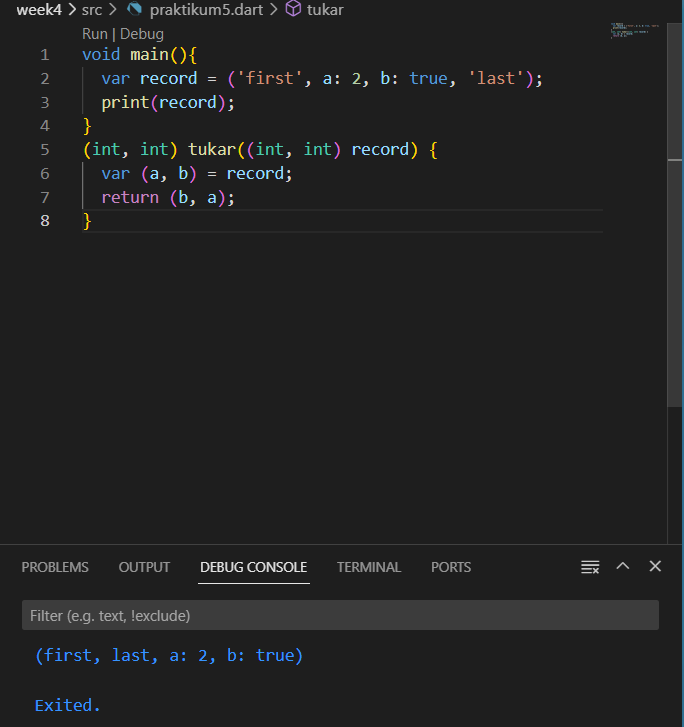 week4 > src > praktikum5.dart > tukar
Run | Debug
1 void main(){
2   var record = ('first', a: 2, b: true, 'last');
3   print(record);
4 }
5 (int, int) tukar((int, int) record) {
6   var (a, b) = record;
7   return (b, a);
8 }
PROBLEMS OUTPUT DEBUG CONSOLE TERMINAL PORTS
Filter (e.g. text, !exclude)
(first, last, a: 2, b: true)
Exited.